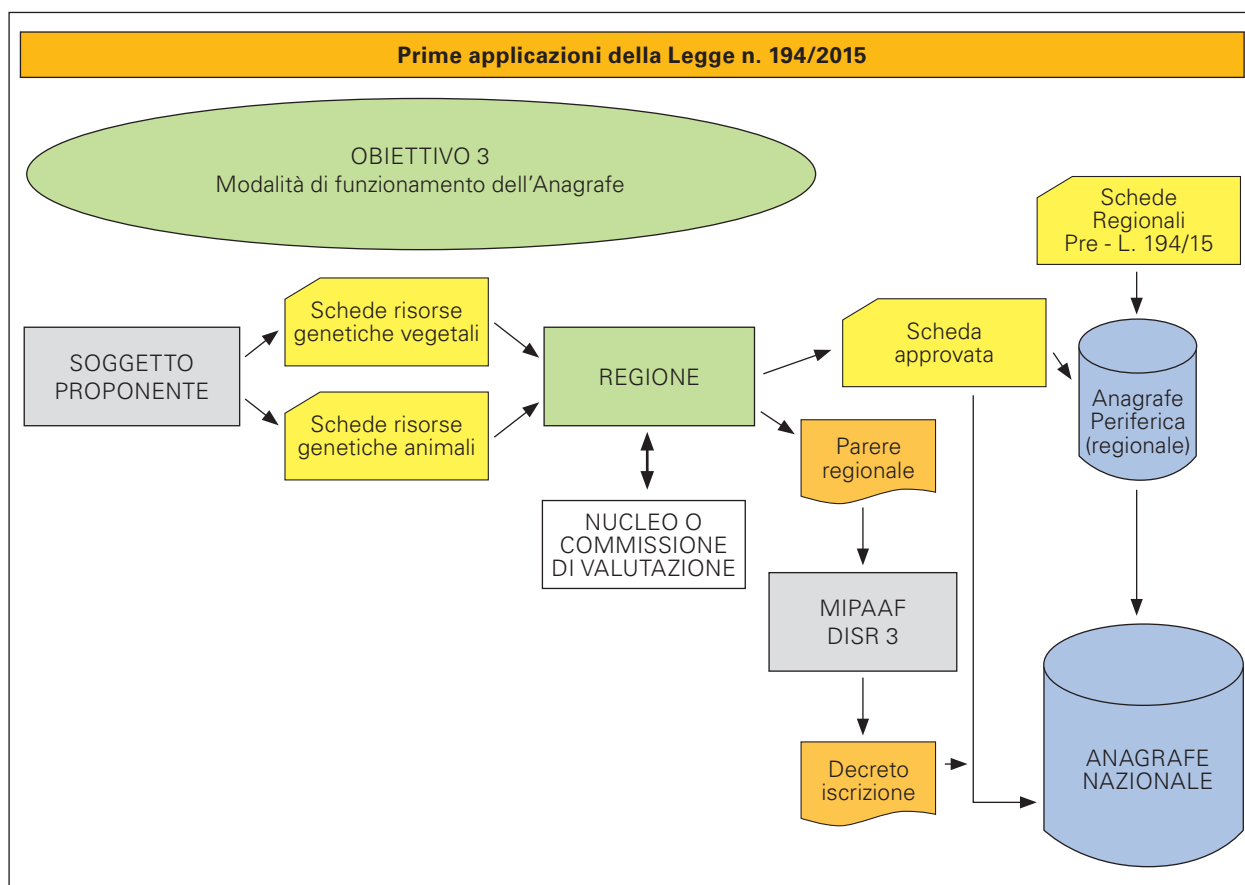 Prime applicazioni della Legge n. 194/2015
OBIETTIVO 3
Modalità di funzionamento dell'Anagrafe
Schede
Regionali
Pre - L. 194/15
SOGGETTO
PROPONENTE
Schede risorse
genetiche vegetali
Schede risorse
genetiche animali
REGIONE
NUCLEO O
COMMISSIONE
DI VALUTAZIONE
Scheda
approvata
Parere
regionale
MIPAAF
DISR 3
Decreto
iscrizione
Anagrafe
Periferica
(regionale)
ANAGRAFE
NAZIONALE